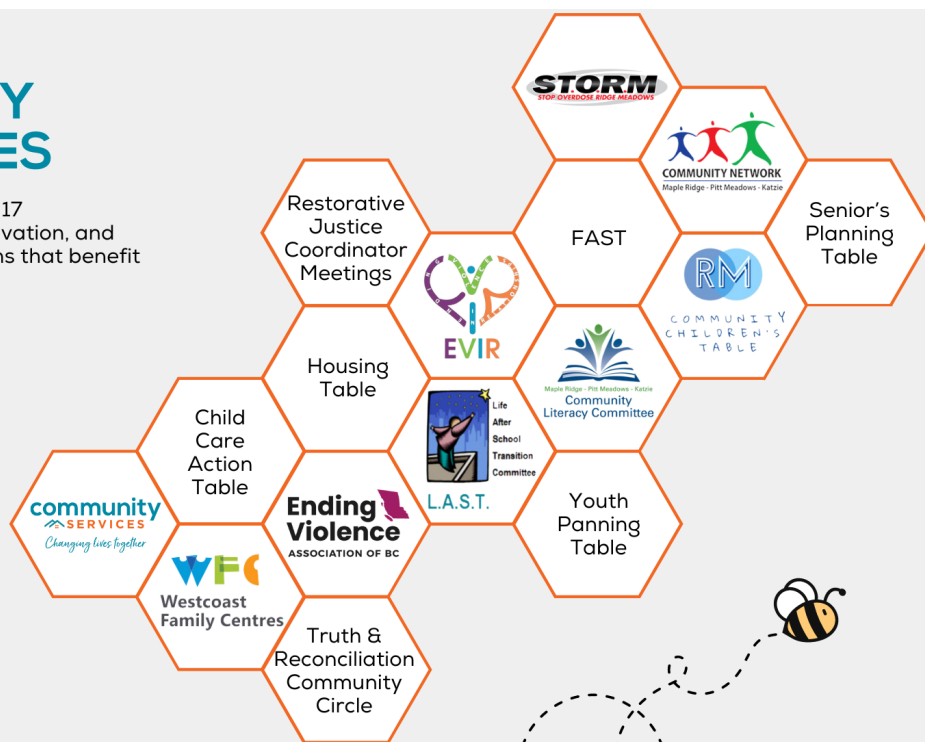 Y
ES
17
vation, and
ns that benefit
S.T.O.R.M
STOP OVERDOSE RIDGE MEADOWS
COMMUNITY NETWORK
Maple Ridge - Pitt Meadows - Katzie
Senior's
Planning
Table
Restorative
Justice
Coordinator
Meetings
FAST
EVIR
RM
COMMUNITY
CHILDREN'S
TABLE
Housing
Table
Maple Ridge - Pitt Meadows - Katzie
Community
Literacy Committee
Child
Care
Action
Table
Life
After
School
Transition
Committee
L.A.S.T.
community
SERVICES
Changing lives together
Ending
Violence
ASSOCIATION OF BC
Youth
Panning
Table
WFC
Westcoast
Family Centres
Truth &
Reconciliation
Community
Circle